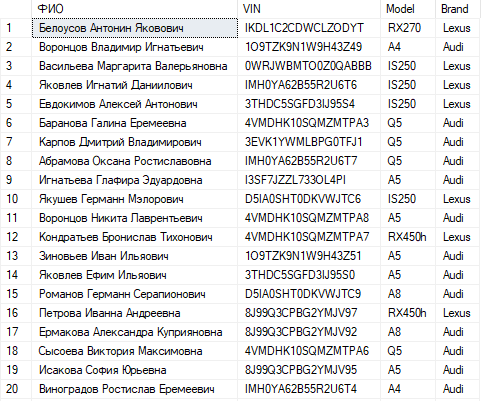 ФИО VIN Model Brand
1 Белоусов Антонин Яковович IKDL1C2CDWCLZODYT RX270 Lexus
2 Воронцов Владимир Игнатьевич 1O9TZK9N1W9H43Z49 A4 Audi
3 Васильева Маргарита Валерьяновна 0WRJWBMTO0Z0QABBB IS250 Lexus
4 Яковлев Игнатий Даниилович IMH0YA62B55R2U6T6 IS250 Lexus
5 Евдокимов Алексей Антонович 3THDC5SGFD3IJ95S4 IS250 Lexus
6 Баранова Галина Еремеевна 4VMDHK10SQMZMTPA3 Q5 Audi
7 Карпов Дмитрий Владимирович 3EVK1YWMLBPG0TFJ1 Q5 Audi
8 Абрамова Оксана Ростиславовна IMH0YA62B55R2U6T7 Q5 Audi
9 Игнатьева Глафира Эдуардовна I3SF7JZZL733OL4PI A5 Audi
10 Якушев Германн Мэлорович D5IA0SHT0DKVWJTC6 IS250 Lexus
11 Воронцов Никита Лаврентьевич 4VMDHK10SQMZMTPA8 A5 Audi
12 Кондратьев Бронислав Тихонович 4VMDHK10SQMZMTPA7 RX450h Lexus
13 Зиновьев Иван Ильяович 1O9TZK9N1W9H43Z51 A5 Audi
14 Яковлев Ефим Ильяович 3THDC5SGFD3IJ95S0 A5 Audi
15 Романов Германн Серапионович D5IA0SHT0DKVWJTC9 A8 Audi
16 Петрова Иванна Андреевна 8J99Q3CPBG2YMJV97 RX450h Lexus
17 Ермакова Александра Куприяновна 8J99Q3CPBG2YMJV92 A8 Audi
18 Сысоева Виктория Максимовна 4VMDHK10SQMZMTPA6 Q5 Audi
19 Исакова София Юрьевна 8J99Q3CPBG2YMJV95 A5 Audi
20 Виноградов Ростислав Еремеевич IMH0YA62B55R2U6T4 A4 Audi